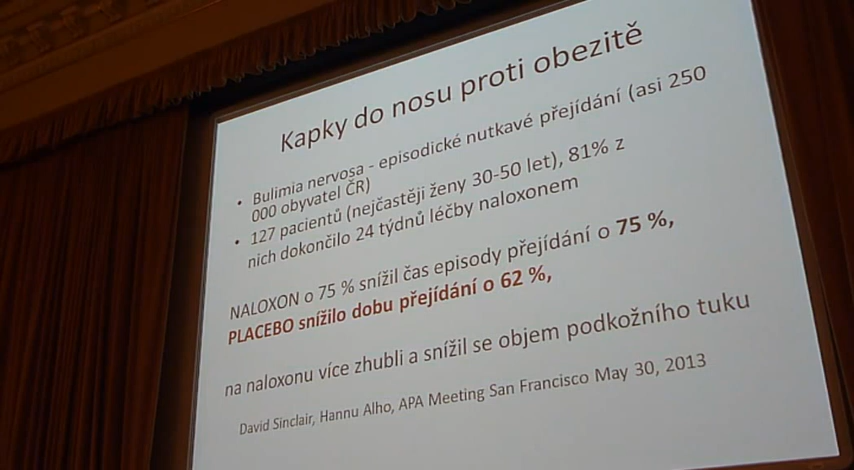 Kapky do nosu proti obezitě
• Bulimia nervosa - episodické nutkavé přejídání (asi 250
000 obyvatel ČR)
• 127 pacientů (nejčastěji ženy 30-50 let), 81% z
nich dokončilo 24 týdnů léčby naloxonem
NALOXON o 75 % snížil čas episody přejídání o 75 %,
PLACEBO snížilo dobu přejídání o 62 %,
na naloxonu více zhubli a snížil se objem podkožního tuku
David Sinclair, Hannu Alho, APA Meeting San Francisco May 30, 2013